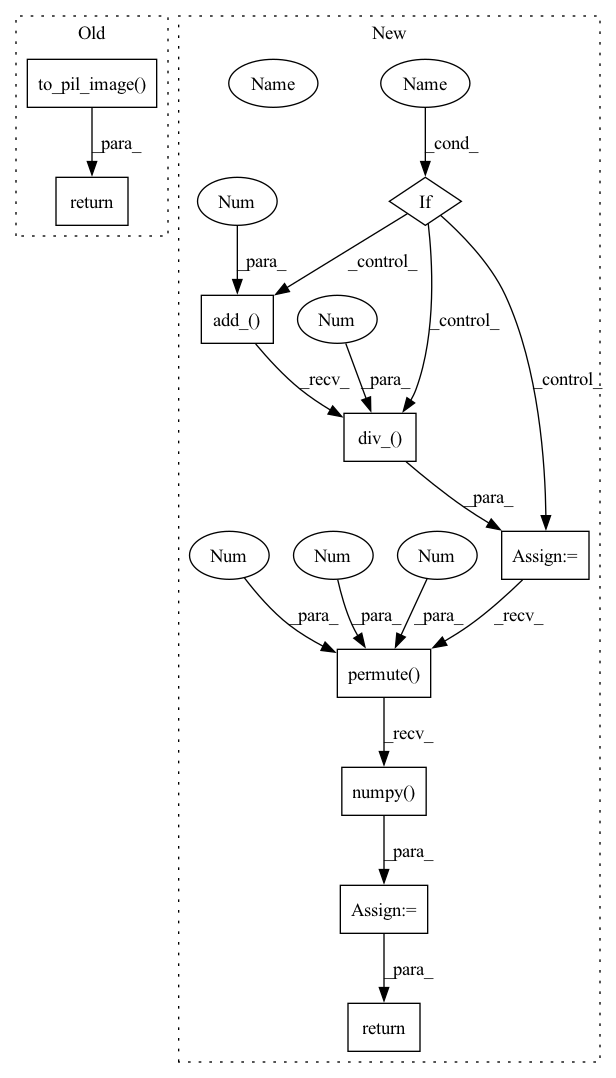 Old
New
to_pil_image()
Name
Name
_para_
_cond_
return
Num
If
_para_
_control_
add_()
Num
_control_
_recv_
_para_
_control_
div_()
_para_
Num
Num
Num
Assign:=
_para_
_para_
_para_
_recv_
permute()
_recv_
numpy()
_para_
Assign:=
_para_
return